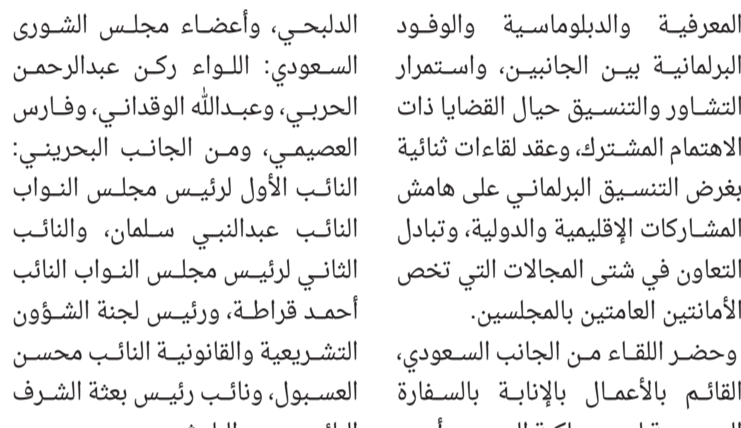 المعرفية والدبلوماسية والوفود
البرلمانية بين الجانبين، واستمرار
التشاور والتنسيق حيال القضايا ذات
الاهتمام المشترك، وعقد لقاءات ثنائية
بغرض التنسيق البرلماني على هامش
المشاركات الإقليمية والدولية، وتبادل
التعاون في شتى المجالات التي تخص
الأمانتين العامتين بالمجلسين.
وحضر اللقاء من الجانب السعودي،
القائم بالأعمال بالإنابة بالسفارة
الدلبحي، وأعضاء مجلس الشورى
السعودي: اللواء ركن عبدالرحمن
الحربي، وعبدالله الوقداني، وفارس
العصيمي، ومن الجانب البحريني:
النائب الأول لرئيس مجلس النواب
النائب عبدالنبي سلمان، والنائب
الثاني لرئيس مجلس النواب النائب
أحمد قراطة، ورئيس لجنة الشؤون
التشريعية والقانونية النائب محسن
العسبول، ونائب رئيس بعثة الشرف